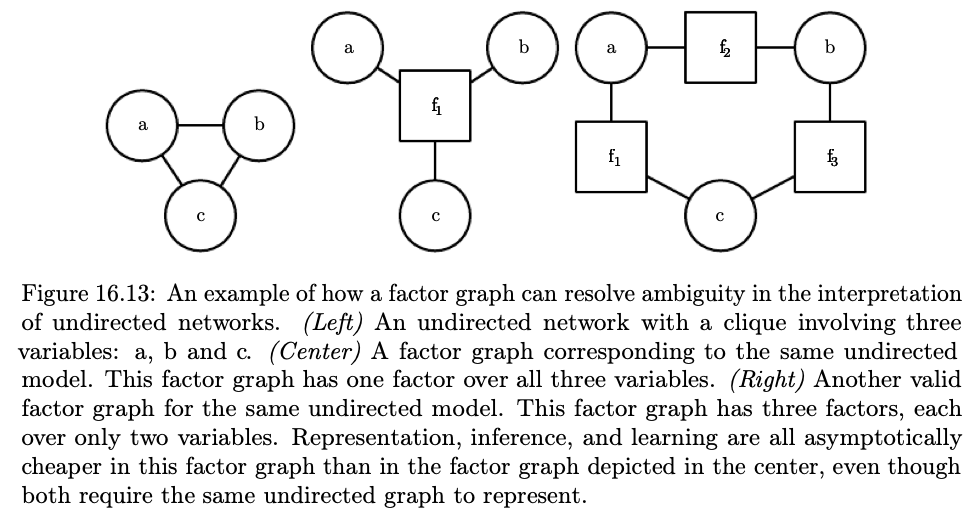 a
b
c
a
b
f1
c
a
f2
b
f1
f3
c
Figure 16.13: An example of how a factor graph can resolve ambiguity in the interpretation
of undirected networks. (Left) An undirected network with a clique involving three
variables: a, b and c. (Center) A factor graph corresponding to the same undirected
model. This factor graph has one factor over all three variables. (Right) Another valid
factor graph for the same undirected model. This factor graph has three factors, each
over only two variables. Representation, inference, and learning are all asymptotically
cheaper in this factor graph than in the factor graph depicted in the center, even though
both require the same undirected graph to represent.